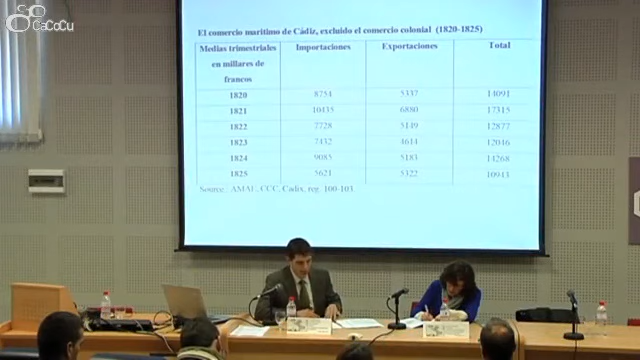 CaCoCu
El comercio marítimo de Cádiz, excluido el comercio colonial (1820-1825)
Medias trimestriales en millares de francos Importaciones Exportaciones Total
1820 8754 5337 14091
1821 10435 6880 17315
1822 7728 5149 12877
1823 7432 4614 12046
1824 9085 5183 14268
1825 5621 5322 10943
Source : AMAE, CCC, Cadix, reg. 100-103.